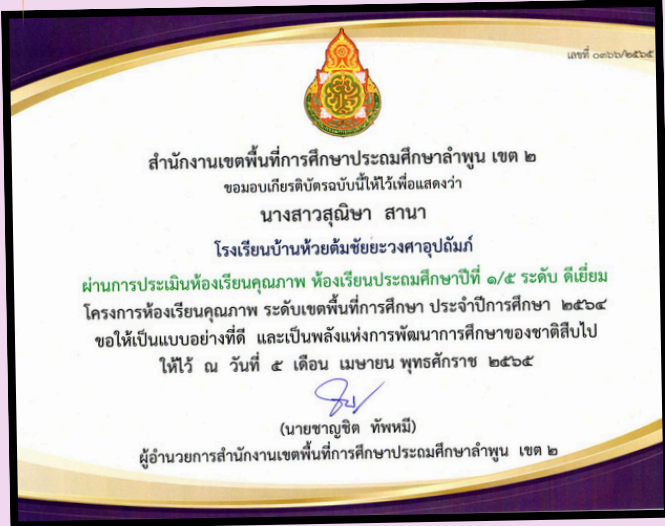 เลขที่ ๐๓๖๖/๒๕๖๕
สำนักงานเขตพื้นที่การศึกษาประถมศึกษาลำพูน เขต ๒
ขอมอบเกียรติบัตรฉบับนี้ให้ไว้เพื่อแสดงว่า
นางสาวสุณิษา สานา
โรงเรียนบ้านห้วยต้มชัยยะวงศาอุปถัมภ์
ผ่านการประเมินห้องเรียนคุณภาพ ห้องเรียนประถมศึกษาปีที่ ๑/๕ ระดับ ดีเยี่ยม
โครงการห้องเรียนคุณภาพ ระดับเขตพื้นที่การศึกษา ประจำปีการศึกษา ๒๕๖๔
ขอให้เป็นแบบอย่างที่ดี และเป็นพลังแห่งการพัฒนาการศึกษาของชาติสืบไป
ให้ไว้ ณ วันที่ ๕ เดือน เมษายน พุทธศักราช ๒๕๖๕
(นายชาญชิต ทัพหมี)
ผู้อำนวยการสำนักงานเขตพื้นที่การศึกษาประถมศึกษาลำพูน เขต ๒